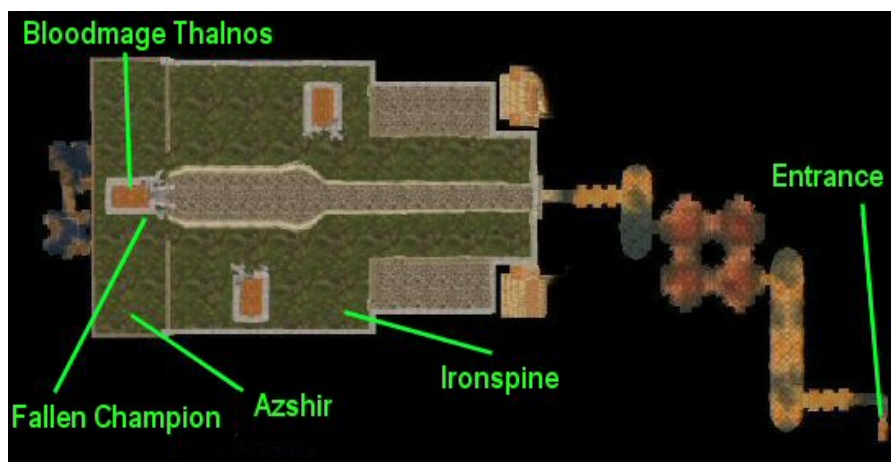 Bloodmage Thalnos
Entrance
Ironspine
Azshir
Fallen Champion